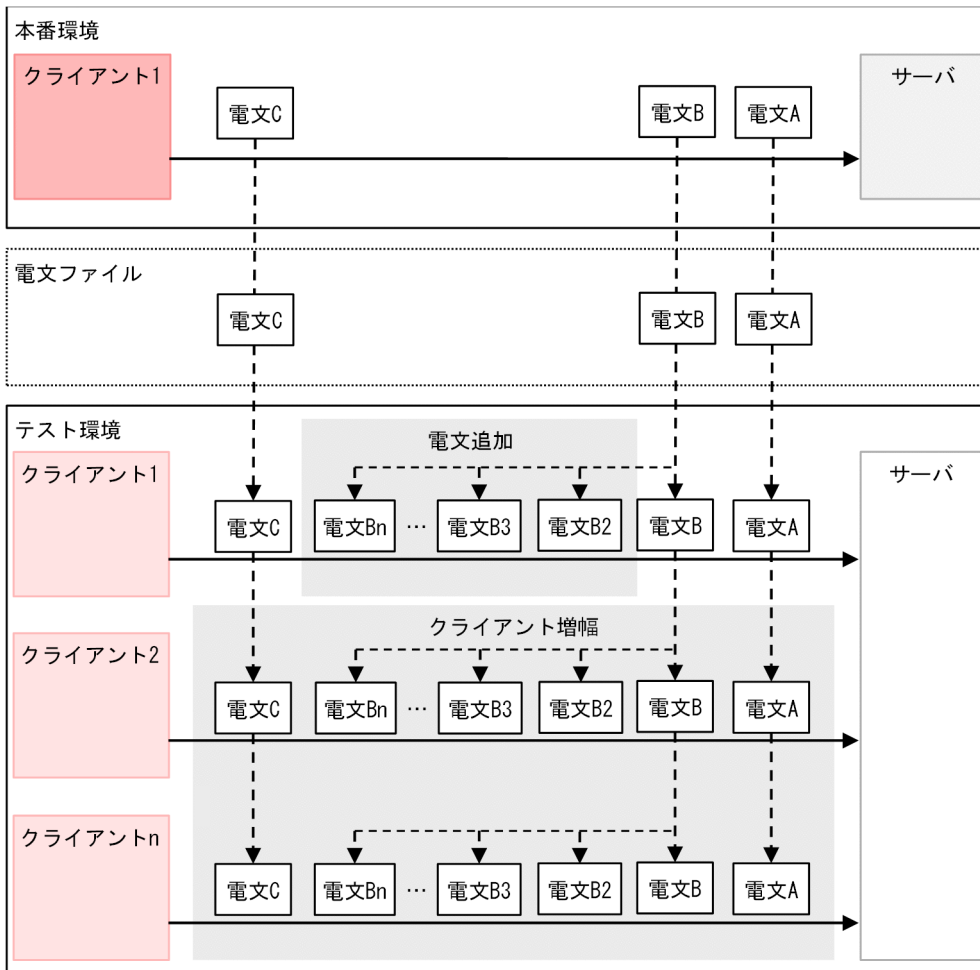 本番環境
クライアント1
サーバ
電文C
電文B
電文A
電文ファイル
電文C
電文B
電文A
テスト環境
電文追加
クライアント1
サーバ
電文C
電文Bn
…
電文B3
電文B2
電文B
電文A
クライアント増幅
クライアント2
電文C
電文Bn
…
電文B3
電文B2
電文B
電文A
クライアントn
電文C
電文Bn
…
電文B3
電文B2
電文B
電文A